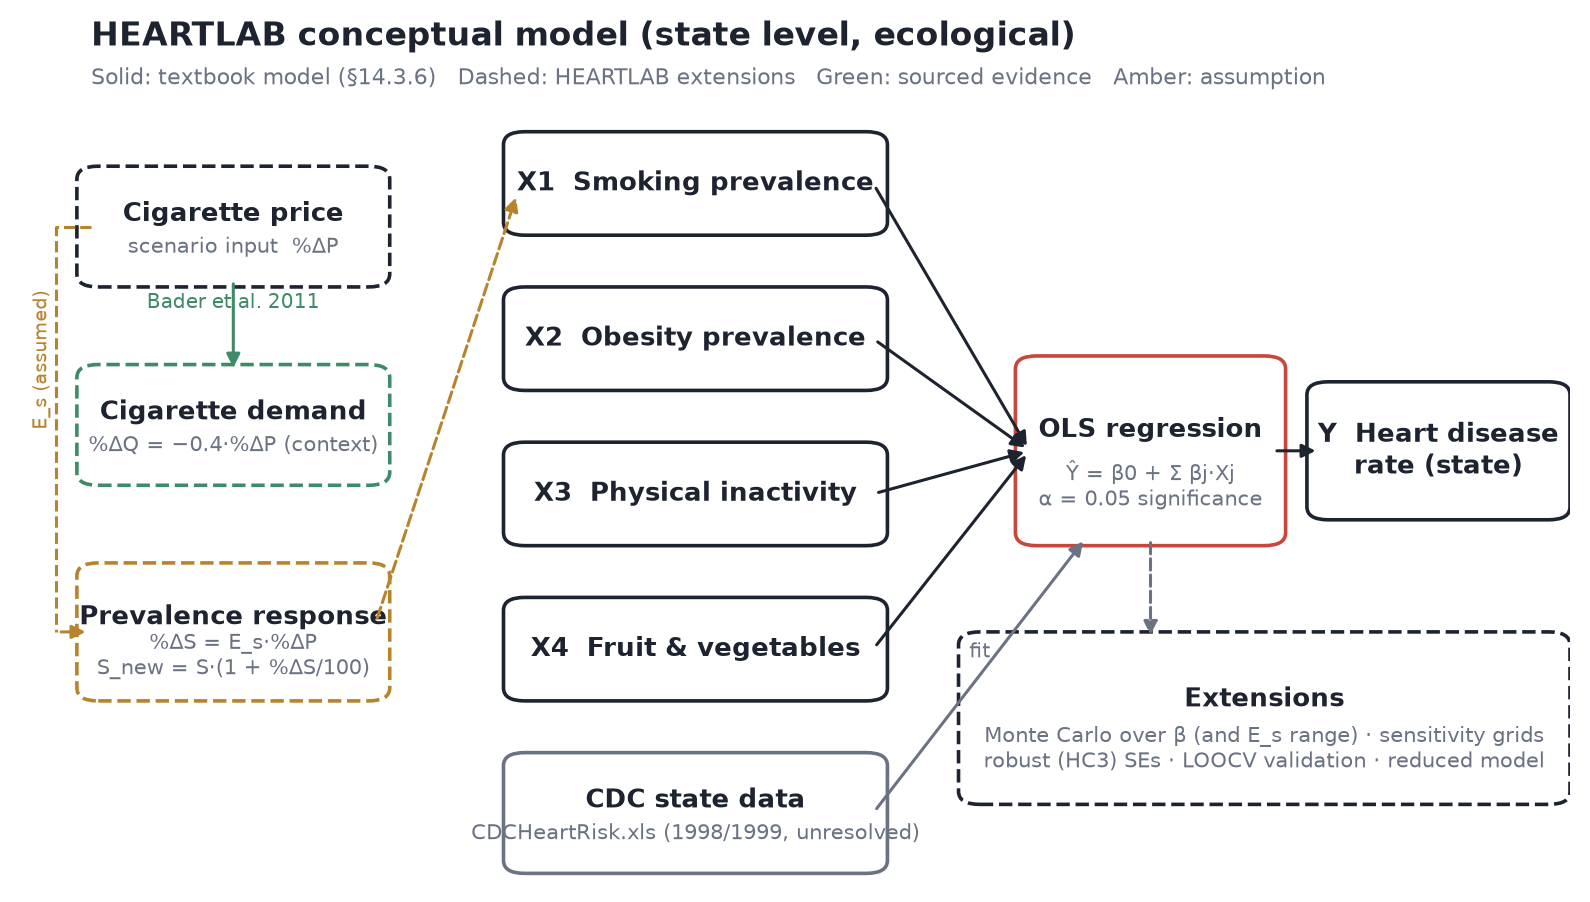 HEARTLAB conceptual model (state level, ecological)
Solid: textbook model (§14.3.6)   Dashed: HEARTLAB extensions   Green: sourced evidence   Amber: assumption
Cigarette price
scenario input  %ΔP
Bader et al. 2011
E_s (assumed)
Cigarette demand
%ΔQ = −0.4·%ΔP (context)
Prevalence response
%ΔS = E_s·%ΔP
S_new = S·(1 + %ΔS/100)
X1  Smoking prevalence
X2  Obesity prevalence
X3  Physical inactivity
X4  Fruit & vegetables
CDC state data
CDCHeartRisk.xls (1998/1999, unresolved)
OLS regression
Ŷ = β0 + Σ βj·Xj
α = 0.05 significance
Y  Heart disease
rate (state)
fit
Extensions
Monte Carlo over β (and E_s range) · sensitivity grids
robust (HC3) SEs · LOOCV validation · reduced model